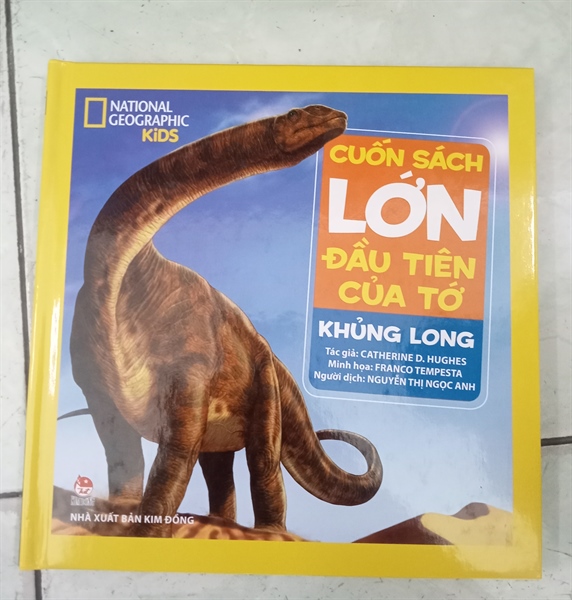 NATIONAL
GEOGRAPHIC
KiDS
CUỐN SÁCH
LỚN
ĐẦU TIÊN
CỦA TỚ
KHỦNG LONG
Tác giả: CATHERINE D. HUGHES
Minh họa: FRANCO TEMPESTA
Người dịch: NGUYỄN THỊ NGỌC ANH
NHÀ XUẤT BẢN KIM ĐỒNG